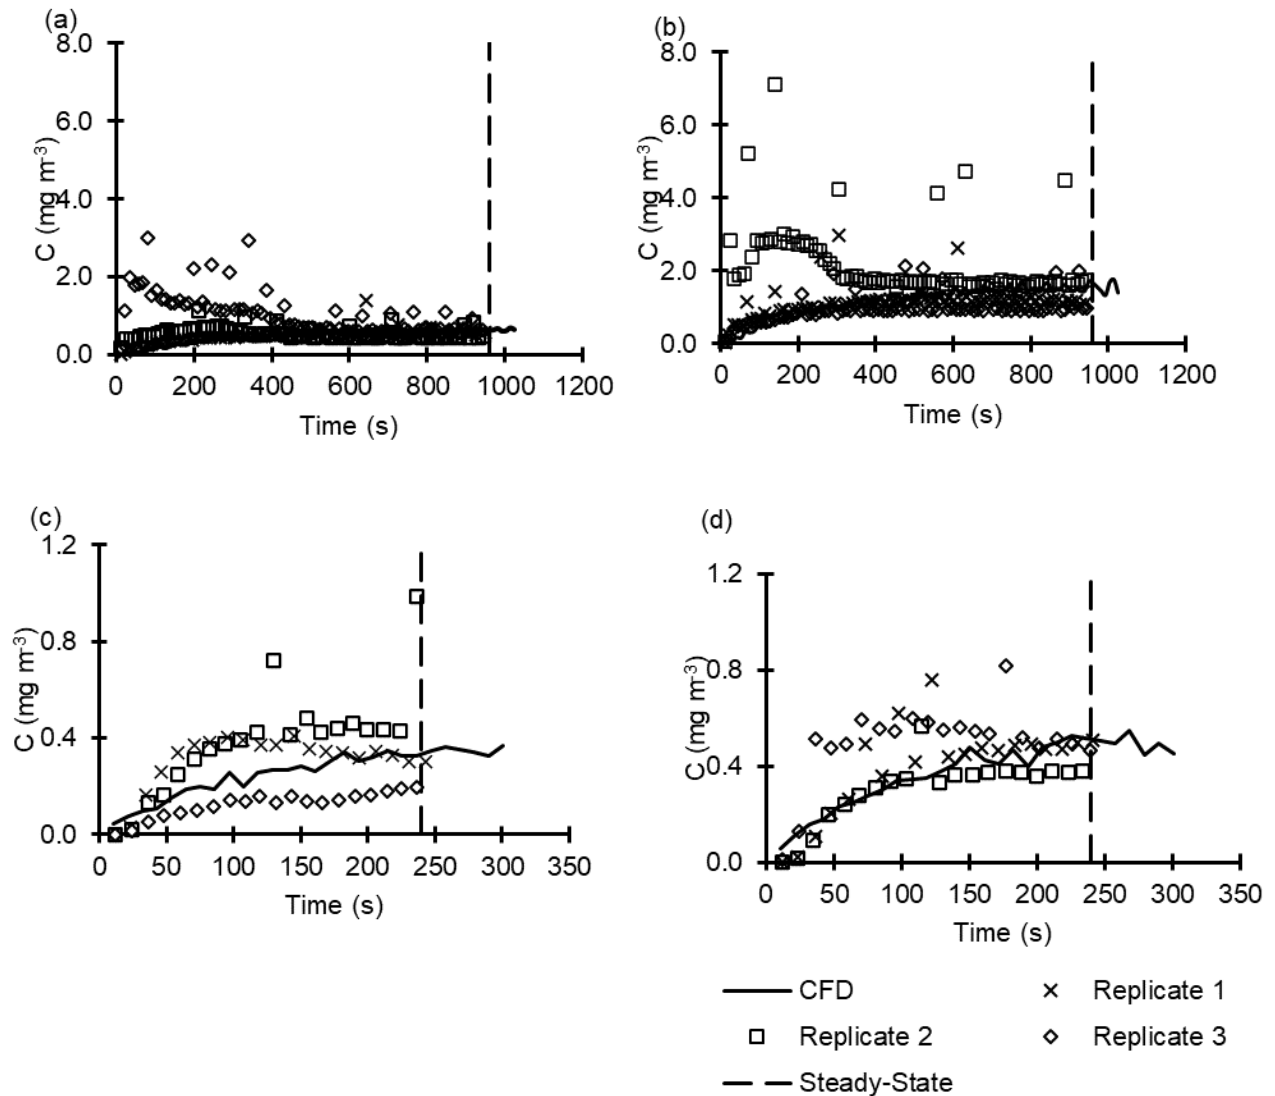 (a)
8.0
6.0
4.0
2.0
0.0
C (mg m-3)
0 200 400 600 800 1000 1200
Time (s)
(b)
8.0
6.0
4.0
2.0
0.0
C (mg m-3)
0 200 400 600 800 1000 1200
Time (s)
(c)
1.2
0.8
0.4
0.0
C (mg m-3)
0 50 100 150 200 250 300 350
Time (s)
(d)
1.2
0.8
0.4
0.0
C (mg m-3)
0 50 100 150 200 250 300 350
Time (s)
CFD
Replicate 1
Replicate 2
Replicate 3
Steady-State